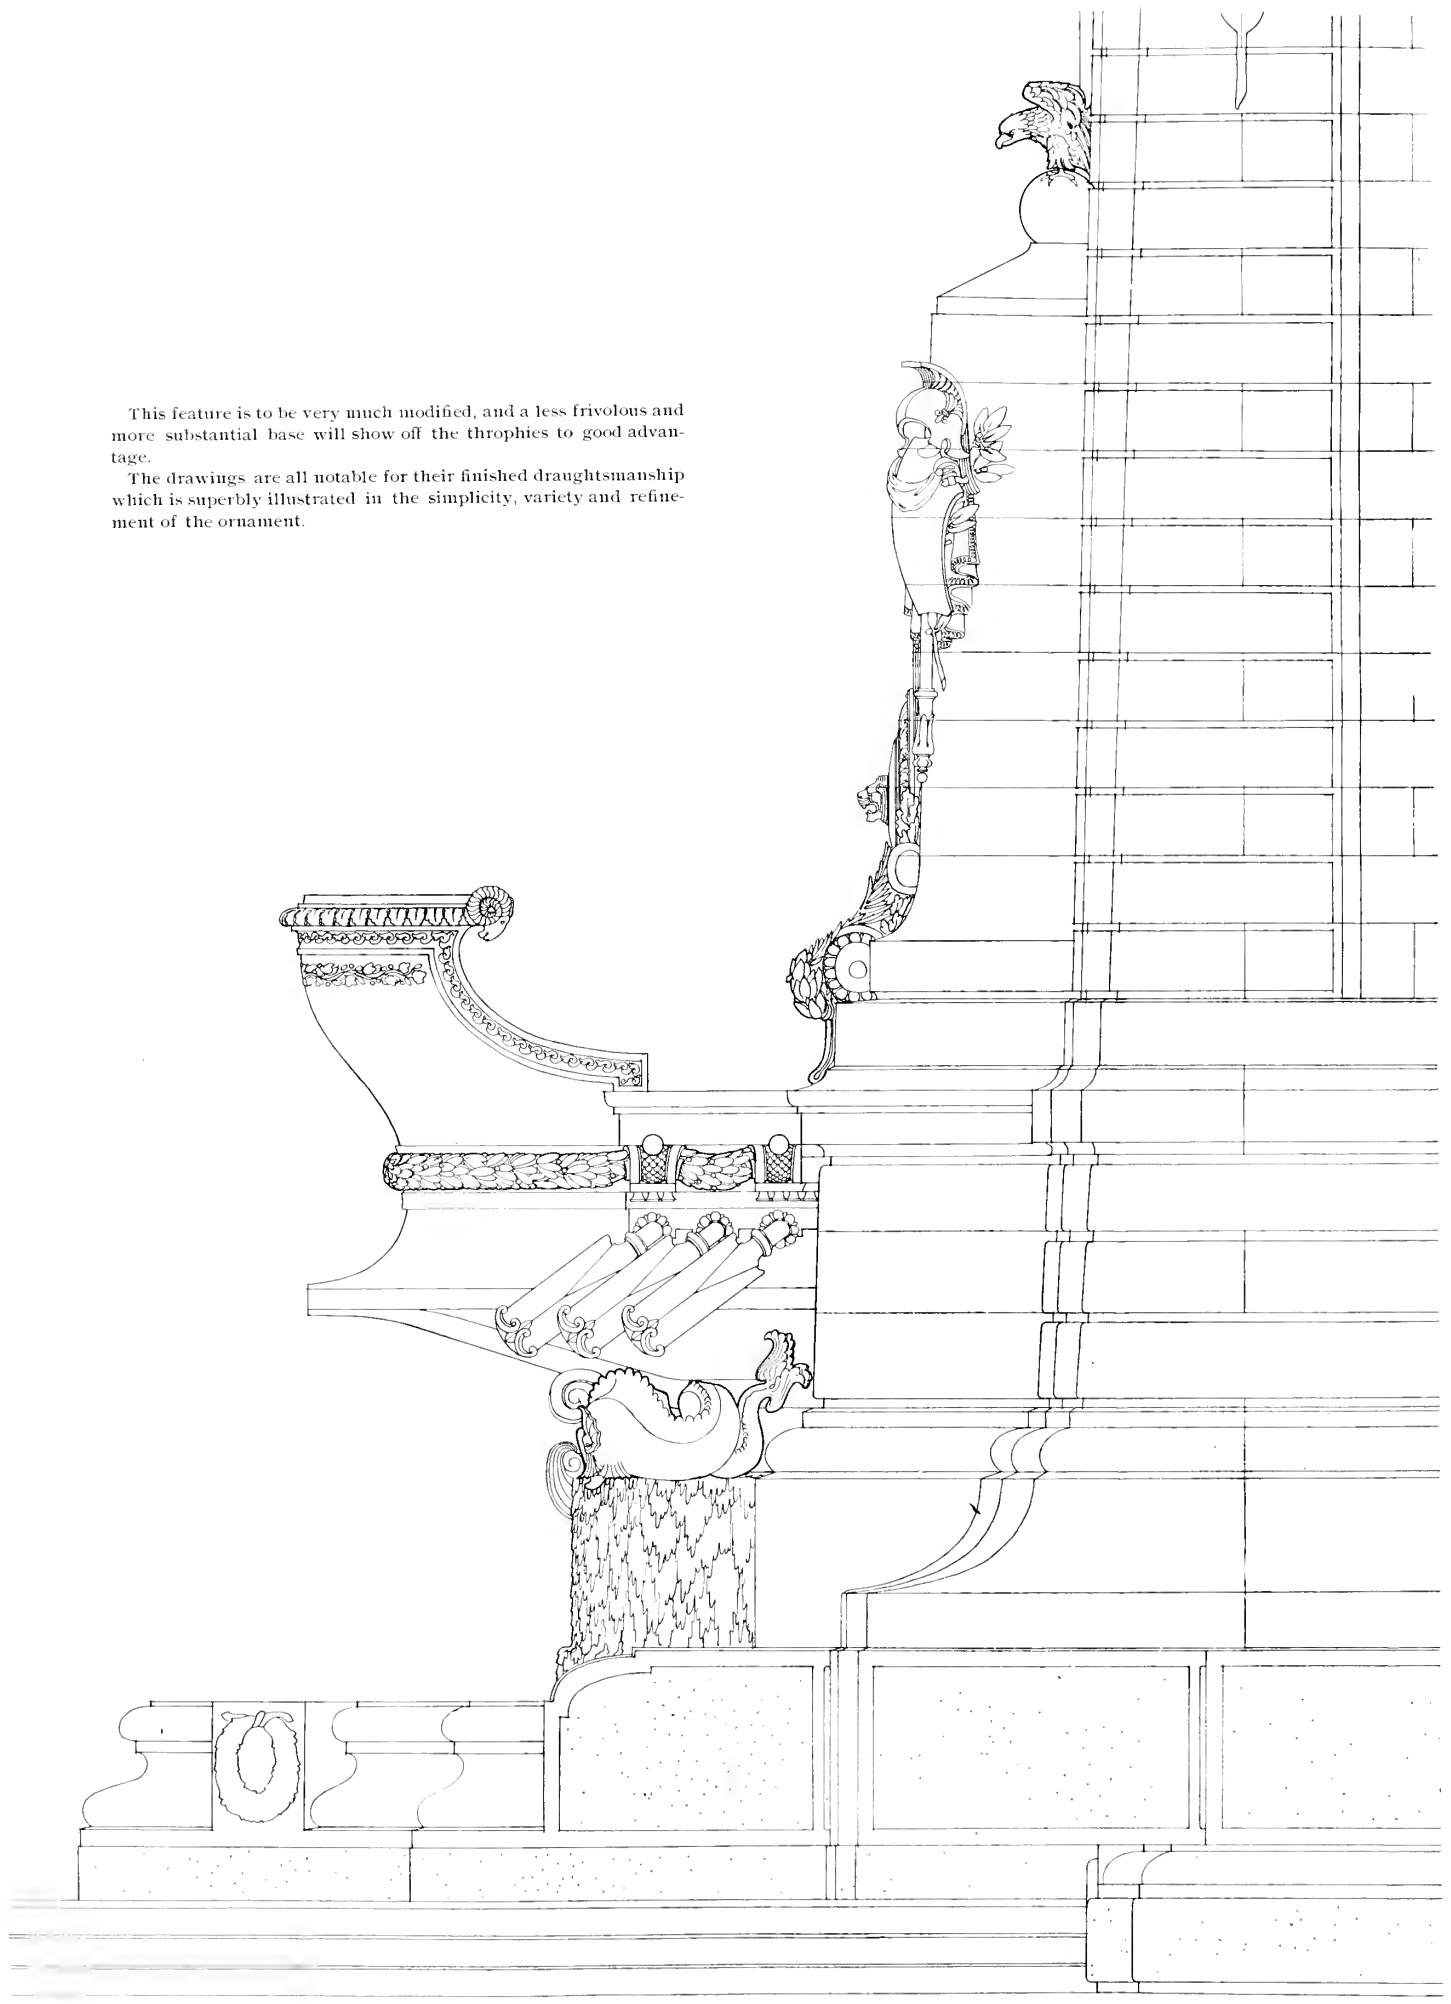 This feature is to be very much modified, and a less frivolous and
more substantial base will show off the throphies to good advan-
tage.
The drawings are all notable for their finished draughtsmanship
which is superbly illustrated in the simplicity, variety and refine-
ment of the ornament.